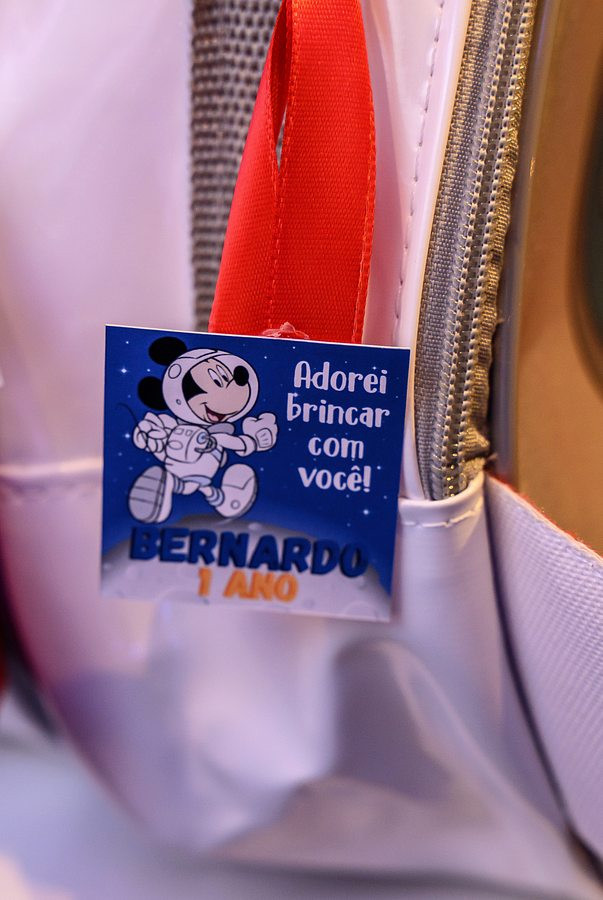 Adorei
brincar
com
você!
BERNARDO
1 ANO